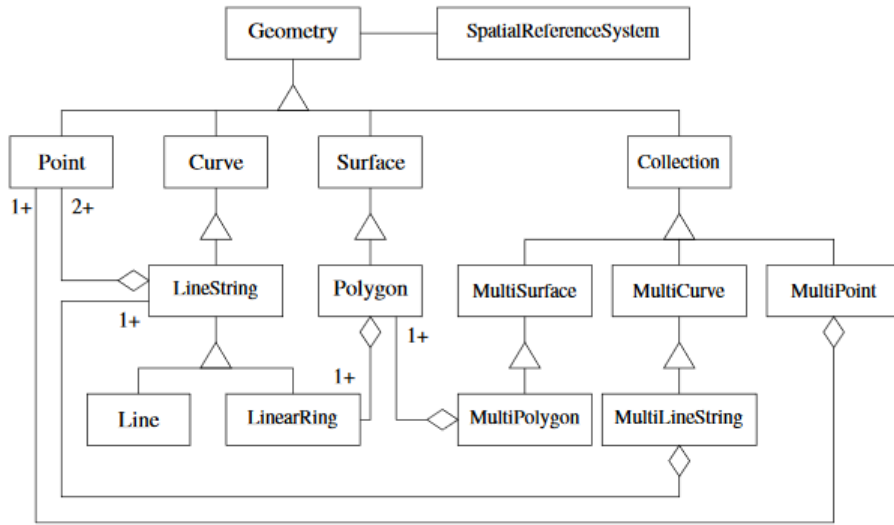 Geometry
SpatialReferenceSystem
Point
Curve
Surface
Collection
1+
2+
LineString
Polygon
MultiSurface
MultiCurve
MultiPoint
1+
1+
1+
Line
LinearRing
MultiPolygon
MultiLineString